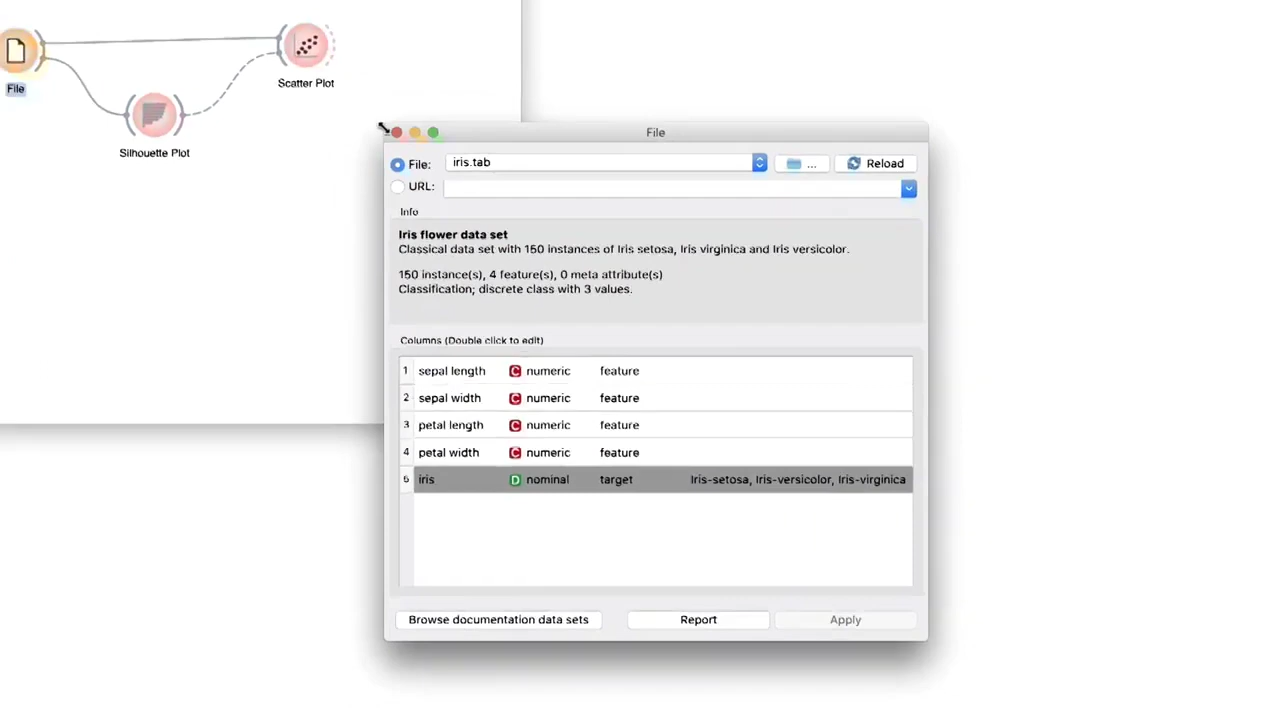 File
Scatter Plot
Silhouette Plot
File
File: iris.tab ... Reload
URL:
Info
Iris flower data set
Classical data set with 150 instances of Iris setosa, Iris virginica and Iris versicolor.
150 instance(s), 4 feature(s), 0 meta attribute(s)
Classification; discrete class with 3 values.
Columns (Double click to edit)
1 sepal length C numeric feature
2 sepal width C numeric feature
3 petal length C numeric feature
4 petal width C numeric feature
5 iris D nominal target Iris-setosa, Iris-versicolor, Iris-virginica
Browse documentation data sets Report Apply